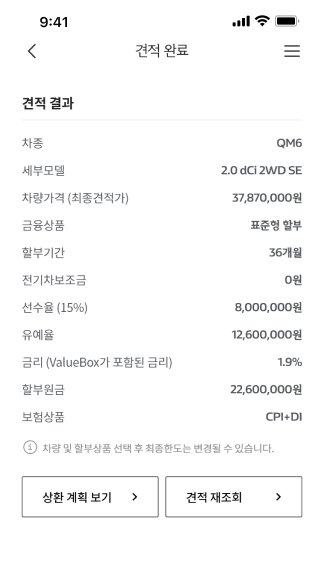 9:41
견적 완료
견적 결과
차종 QM6
세부모델 2.0 dCi 2WD SE
차량가격 (최종견적가) 37,870,000원
금융상품 표준형 할부
할부기간 36개월
전기차보조금 0원
선수율 (15%) 8,000,000원
유예율 12,600,000원
금리 (ValueBox가 포함된 금리) 1.9%
할부원금 22,600,000원
보험상품 CPI+DI
차량 및 할부상품 선택 후 최종한도는 변경될 수 있습니다.
상환 계획 보기 견적 재조회